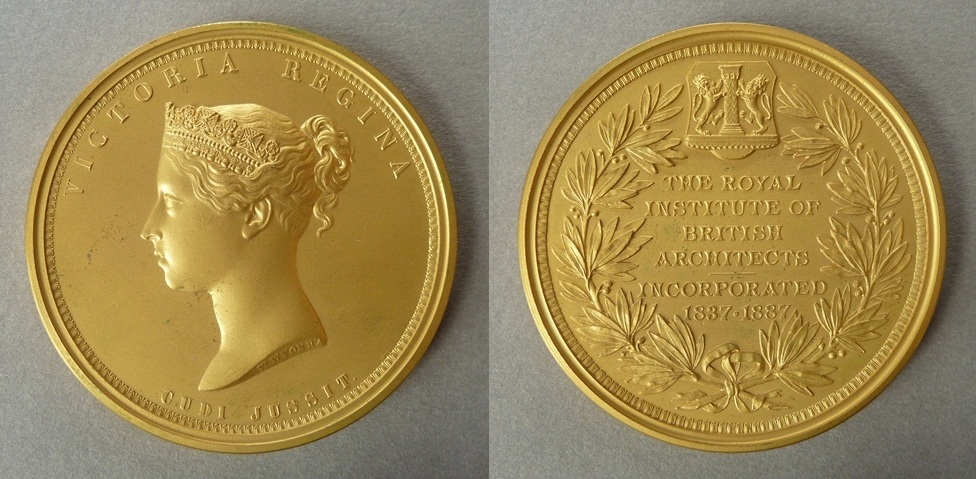 VICTORIA REGINA
CUDI JUSSIT.
THE ROYAL
INSTITUTE OF
BRITISH
ARCHITECTS
INCORPORATED
1837·1887